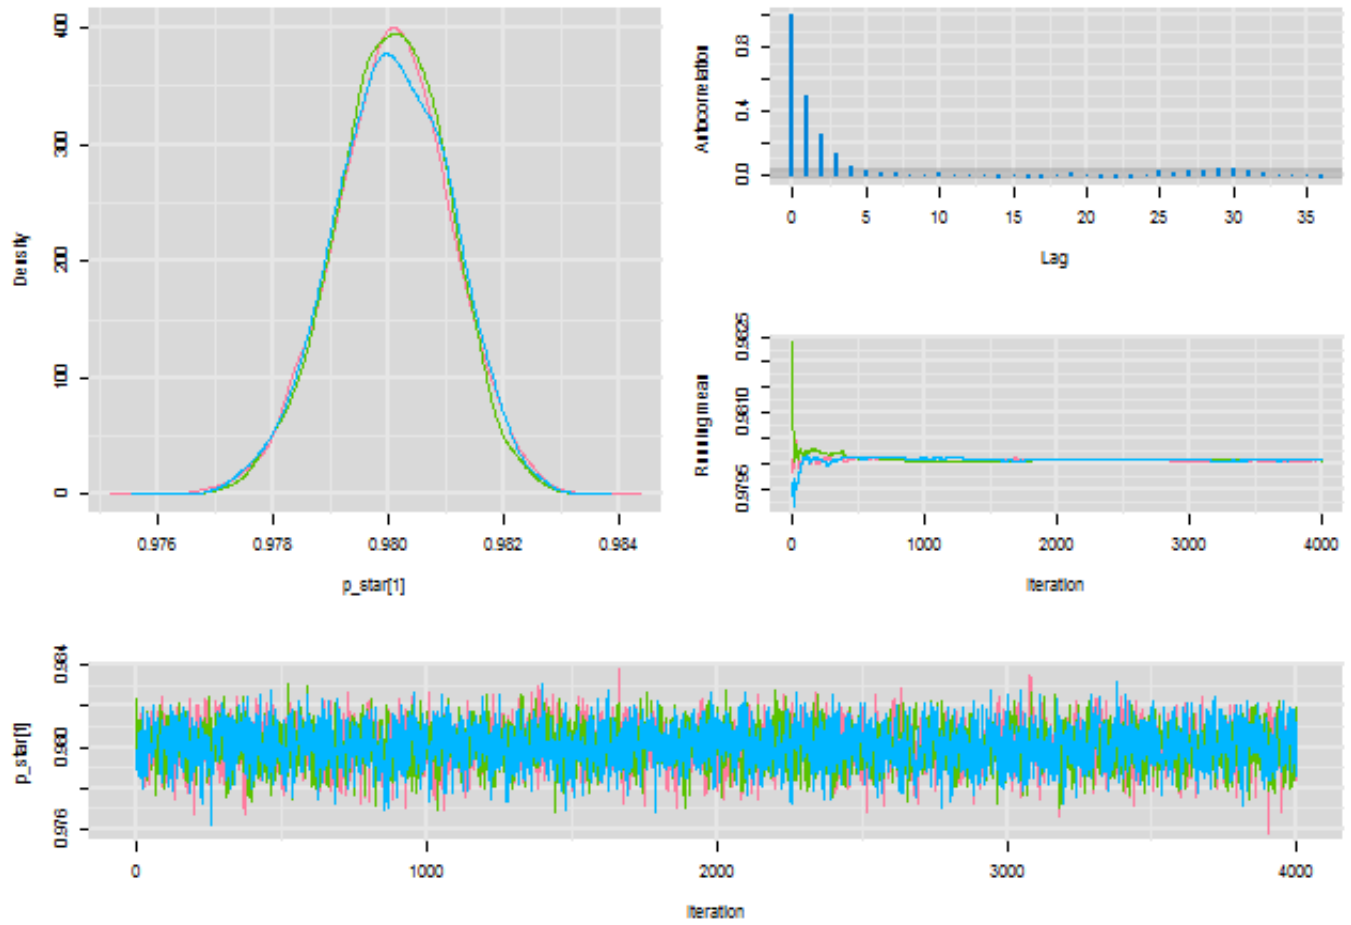 400
300
200
100
0
Density
0.976 0.978 0.980 0.982 0.984
p_star[1]
0.8
0.4
0.0
Autocorrelation
0 5 10 15 20 25 30 35
Lag
0.9825
0.9810
0.9795
Running mean
0 1000 2000 3000 4000
Iteration
0.984
0.980
0.976
p_star[1]
0 1000 2000 3000 4000
Iteration